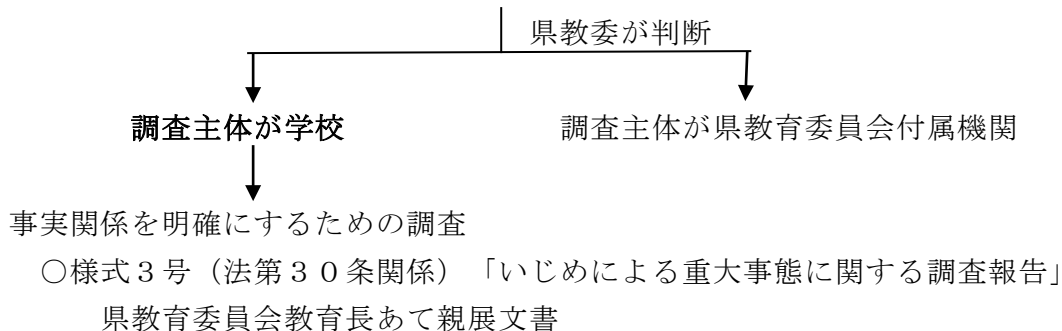 県教委が判断
調査主体が学校
調査主体が県教育委員会付属機関
事実関係を明確にするための調査
○様式３号（法第３０条関係）「いじめによる重大事態に関する調査報告」
県教育委員会教育長あて親展文書